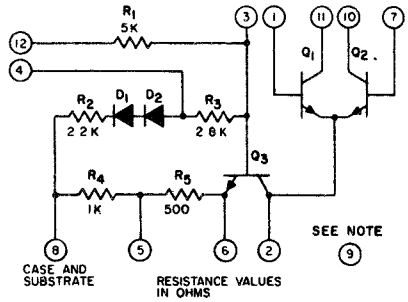 R1
5K
3
1
11
10
7
12
4
Q1
Q2.
R2
D1
D2
R3
2 2K
2 8K
Q3
R4
R5
1K
500
8
5
6
2
SEE NOTE
9
CASE AND
SUBSTRATE
RESISTANCE VALUES
IN OHMS